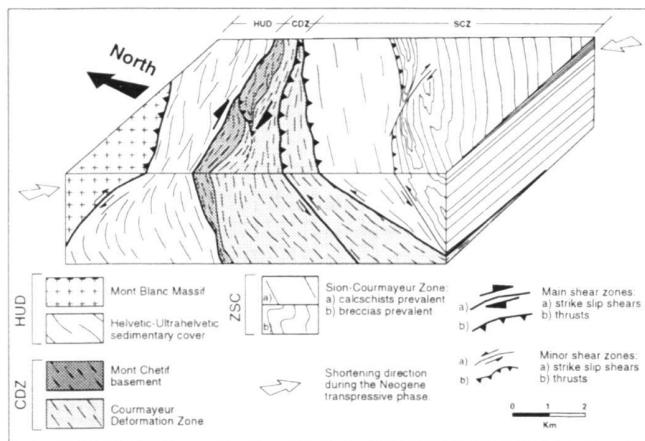 HUD
CDZ
SCZ
North
HUD
Mont Blanc Massif
Helvetic-Ultrahelvetic
sedimentary cover
CDZ
Mont Chetif
basement
Courmayeur
Deformation Zone
ZSC
a)
b)
Sion-Courmayeur Zone:
a) calcschists prevalent
b) breccias prevalent
Shortening direction
during the Neogene
transpressive phase.
a)
b)
Main shear zones:
a) strike slip shears
b) thrusts
a)
b)
Minor shear zones:
a) strike slip shears
b) thrusts
0 1 2
Km